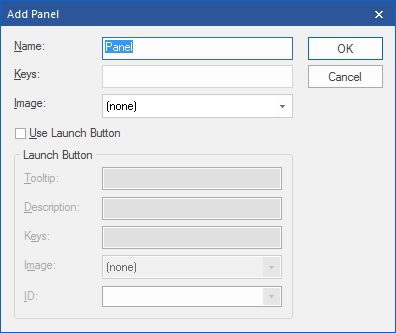 Add Panel
Name: Panel OK
Keys: Cancel
Image: (none)
Use Launch Button
Launch Button
Tooltip:
Description:
Keys:
Image: (none)
ID: